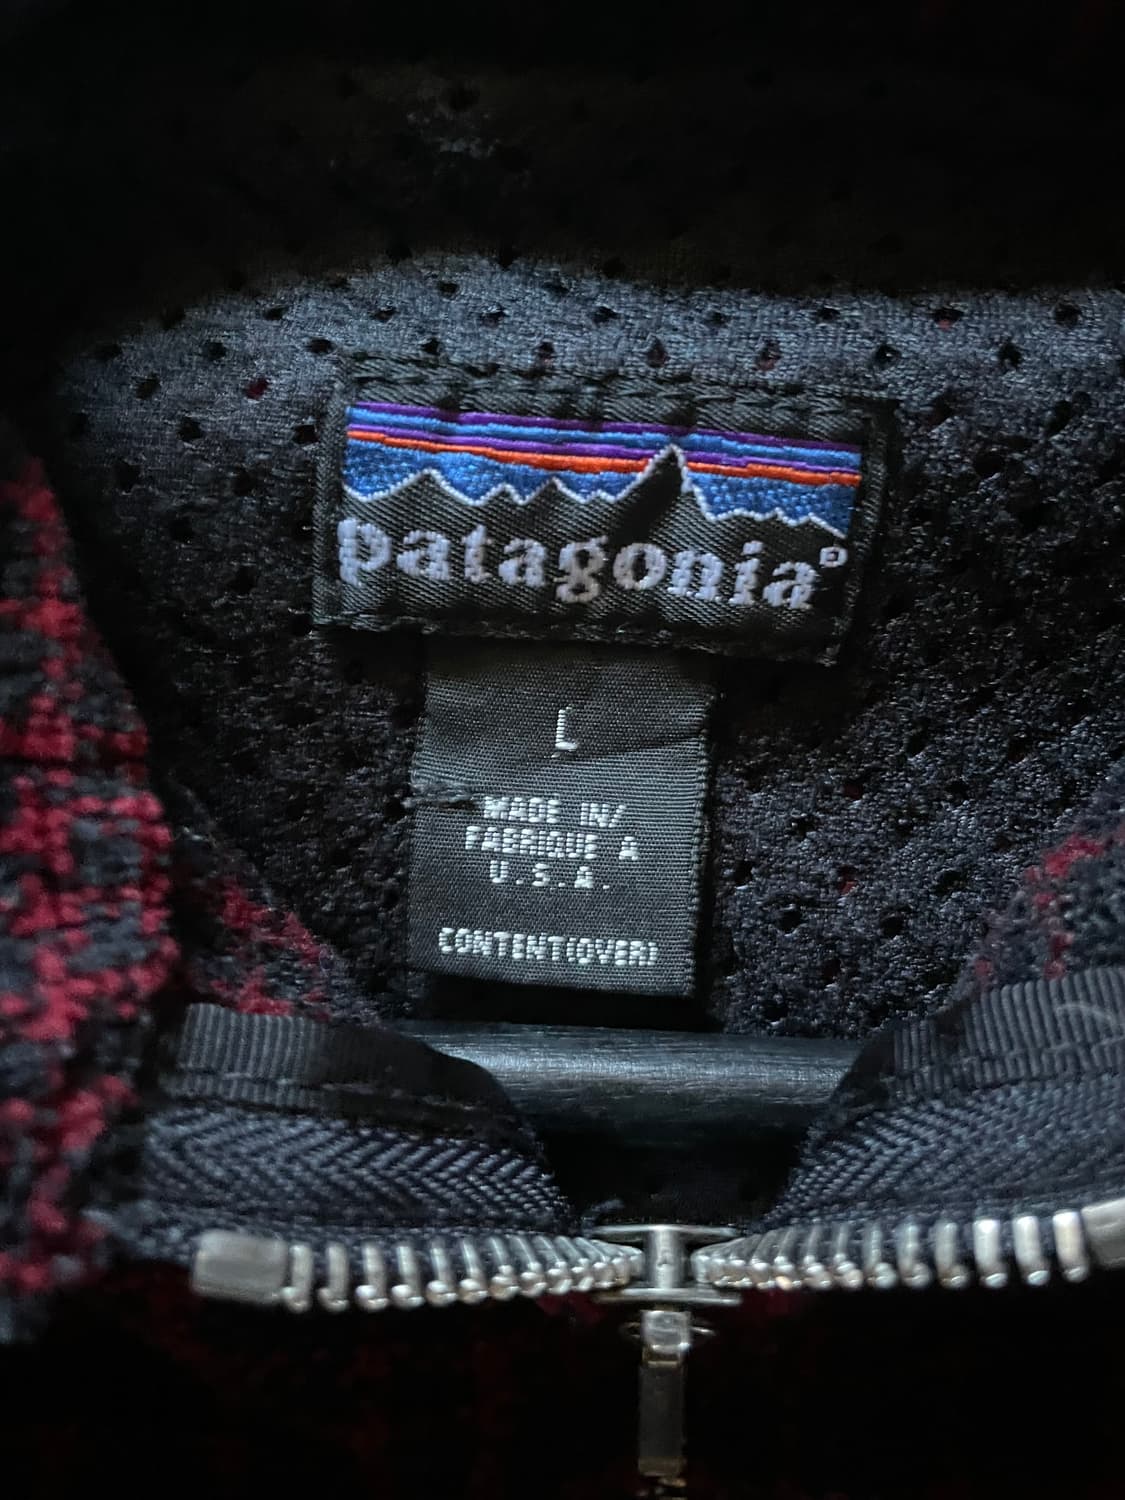 patagonia®
L
MADE IN/
FABRIQUE A
U.S.A.
CONTENT(OVER)